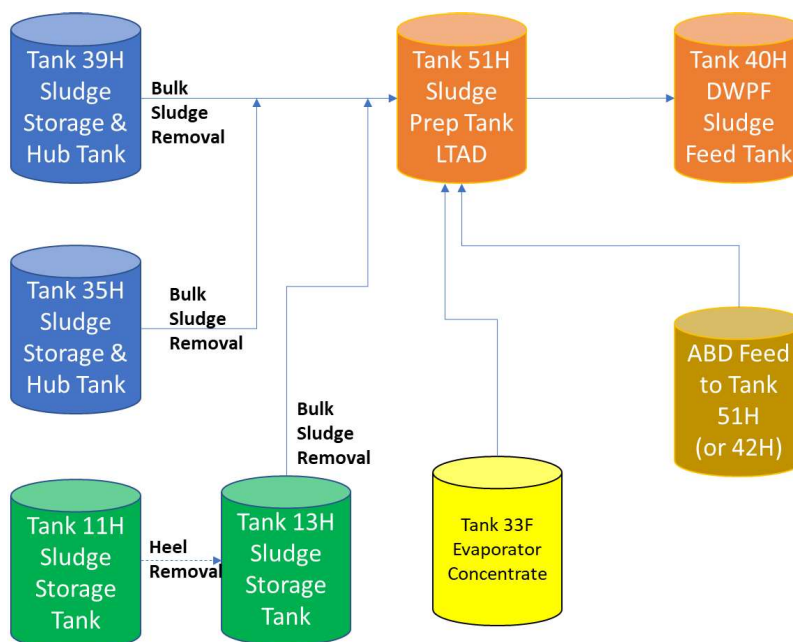 Tank 39H
Sludge
Storage &
Hub Tank
Bulk
Sludge
Removal
Tank 51H
Sludge
Prep Tank
LTAD
Tank 40H
DWPF
Sludge
Feed Tank
Tank 35H
Sludge
Storage &
Hub Tank
Bulk
Sludge
Removal
ABD Feed
to Tank
51H
(or 42H)
Bulk
Sludge
Removal
Tank 11H
Sludge
Storage
Tank
Heel
Removal
Tank 13H
Sludge
Storage
Tank
Tank 33F
Evaporator
Concentrate